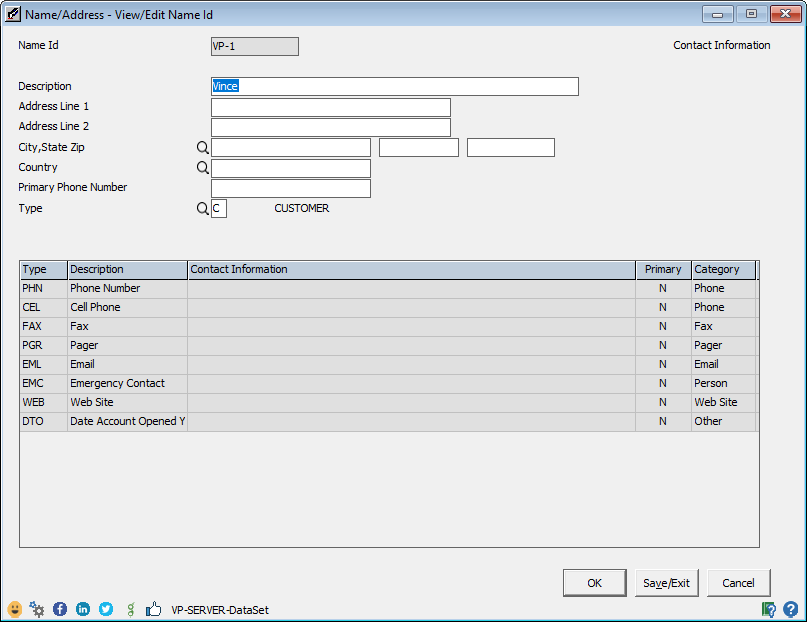 Name/Address - View/Edit Name Id
Name Id VP-1 Contact Information
Description Vince
Address Line 1
Address Line 2
City,State Zip
Country
Primary Phone Number
Type C CUSTOMER
Type Description Contact Information Primary Category
PHN Phone Number N Phone
CEL Cell Phone N Phone
FAX Fax N Fax
PGR Pager N Pager
EML Email N Email
EMC Emergency Contact N Person
WEB Web Site N Web Site
DTO Date Account Opened Y N Other
OK Save/Exit Cancel
VP-SERVER-DataSet